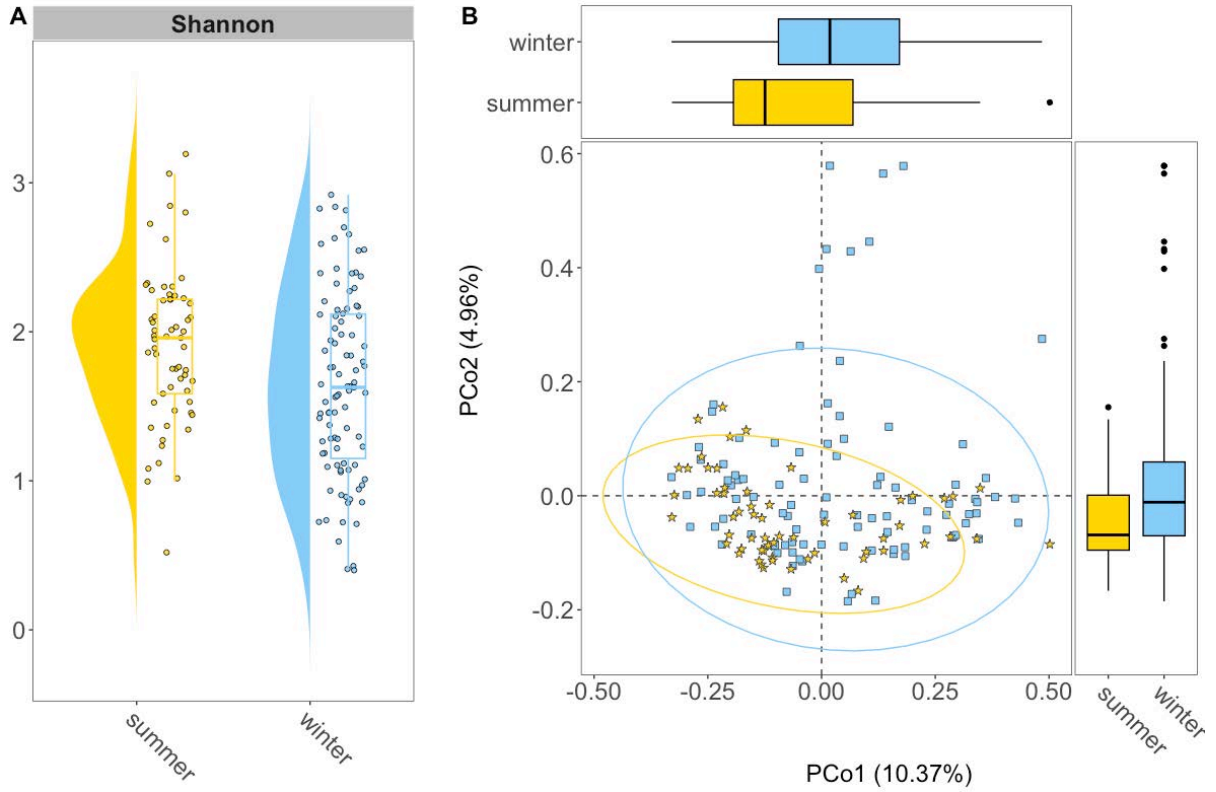 A
Shannon
3
2
1
0
summer
winter
B
winter
summer
0.6
0.4
0.2
0.0
-0.2
PCo2 (4.96%)
-0.50
-0.25
0.00
0.25
0.50
PCo1 (10.37%)
summer
winter